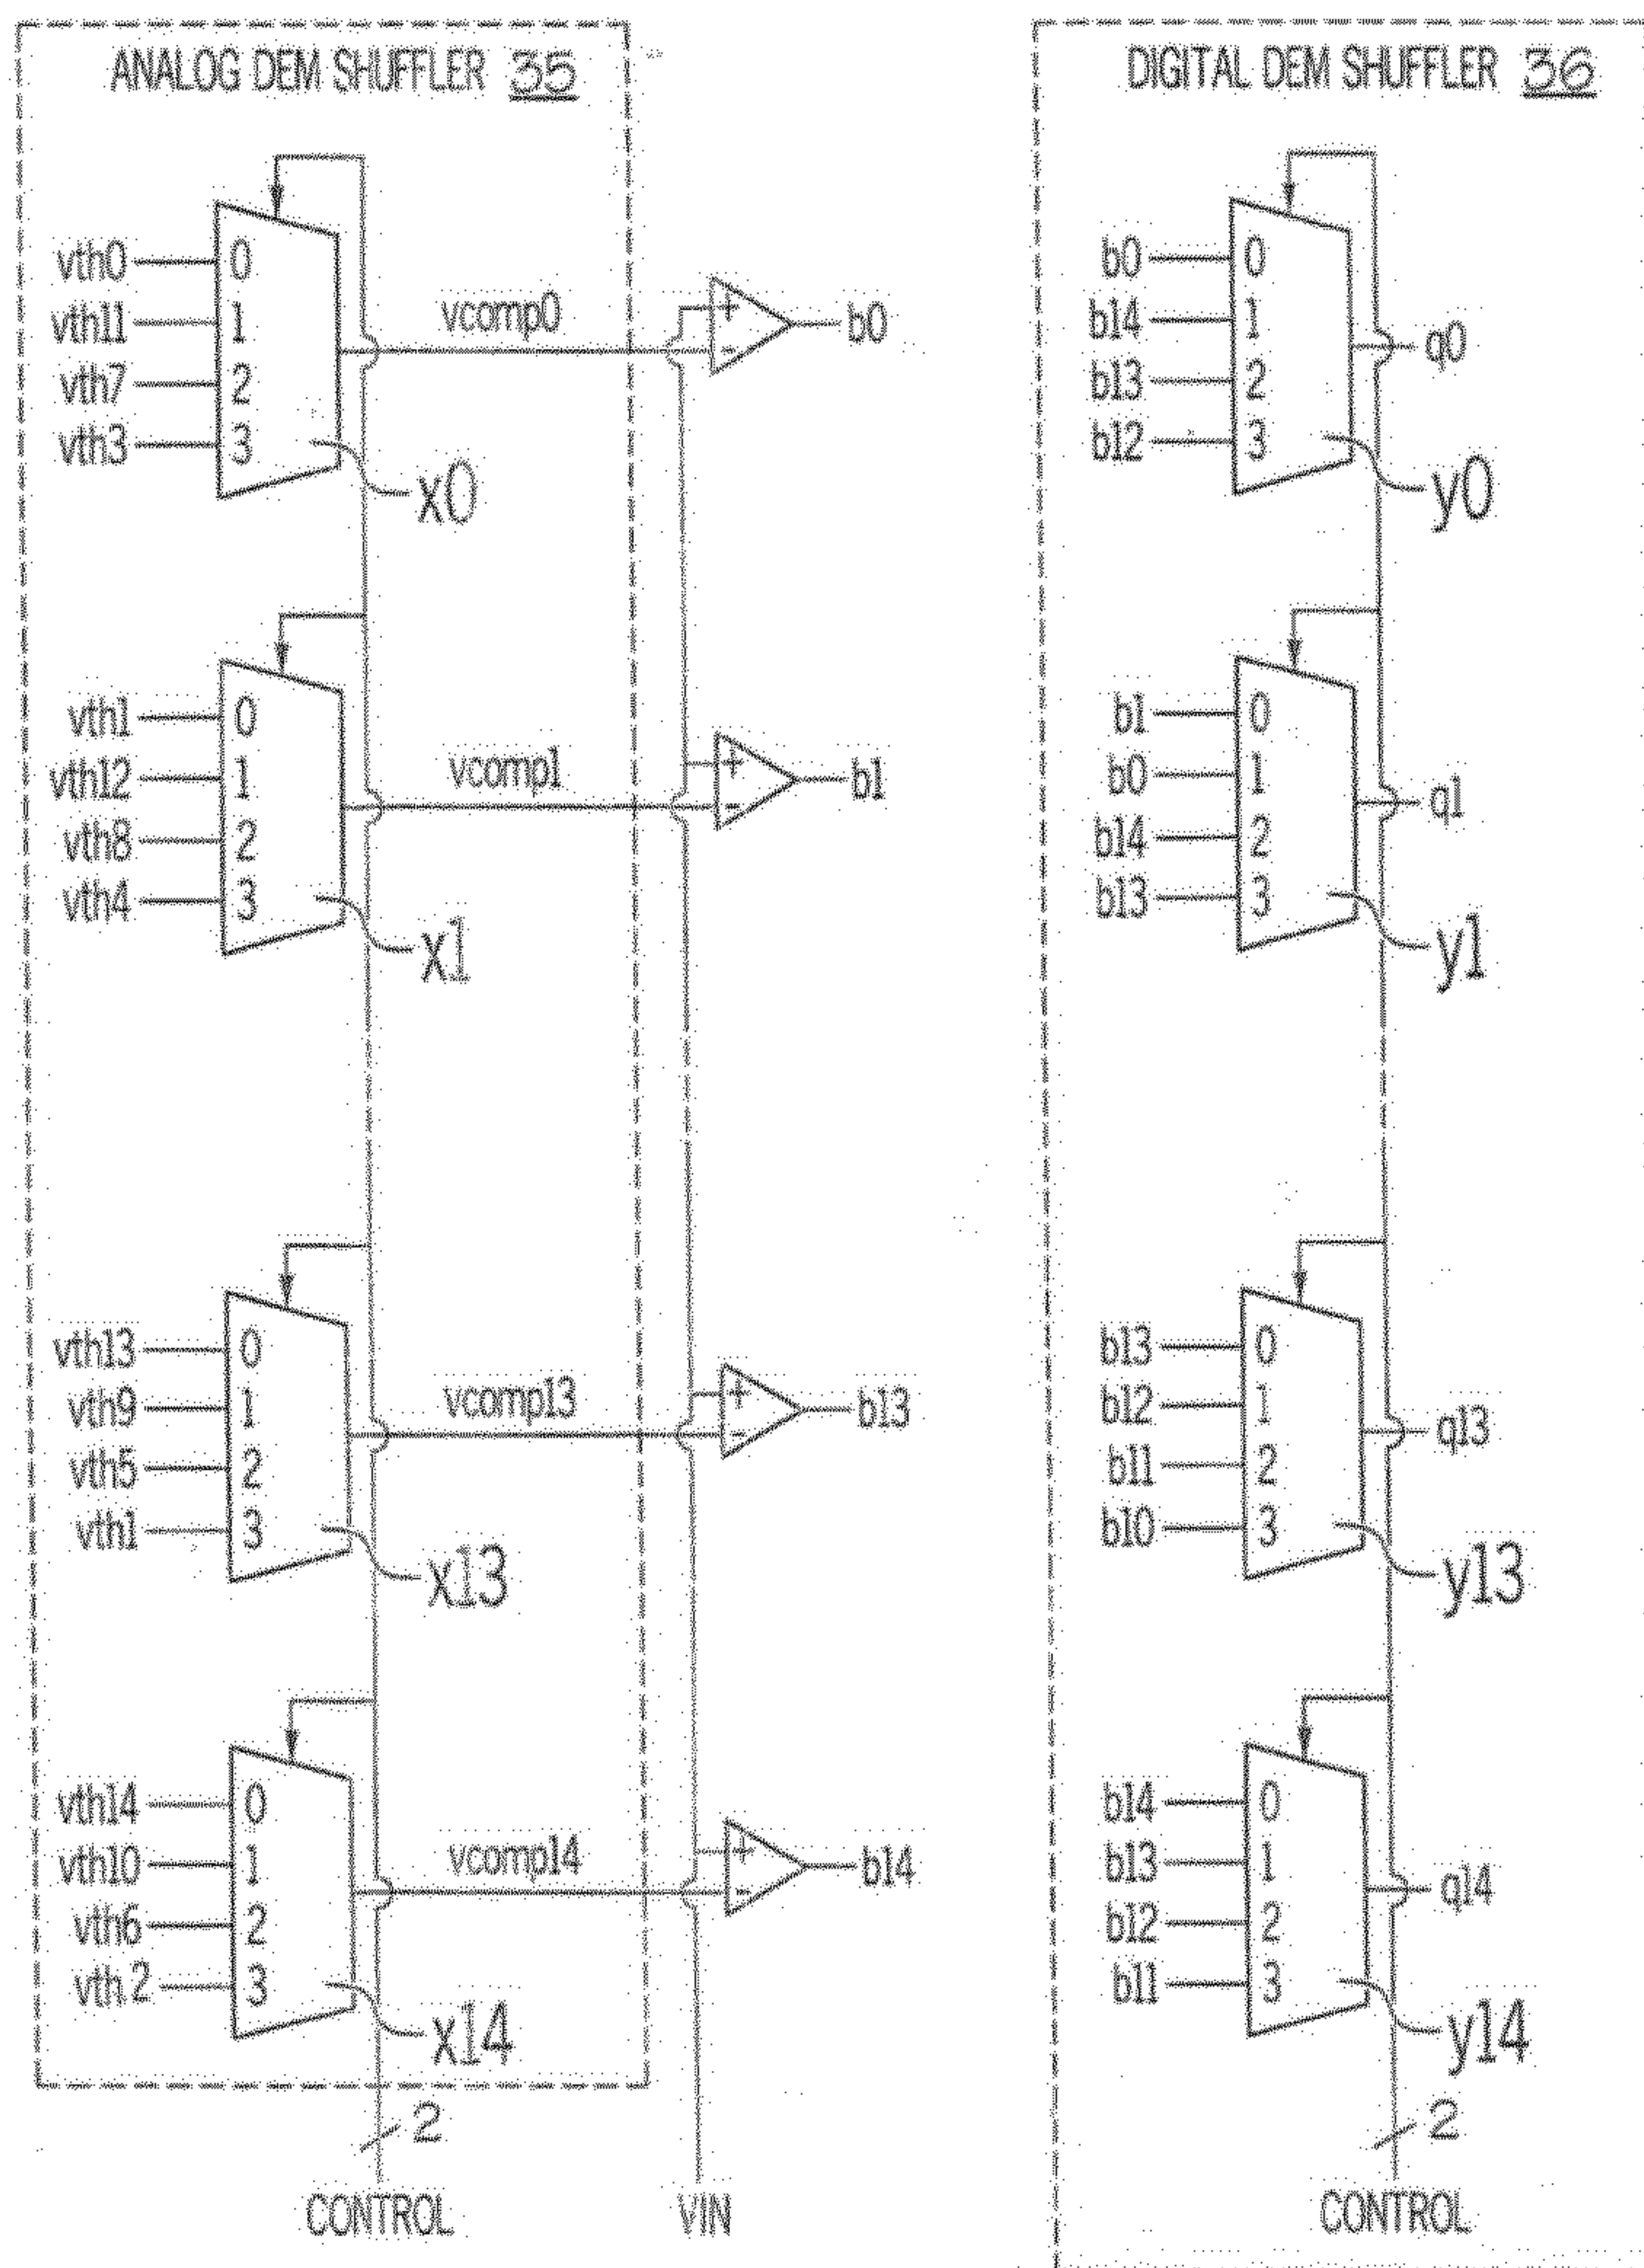 ANALOG DEM SHUFFLER 35
vth0 0
vth11 1
vth7 2
vth3 3
x0
vcomp0
+
-
b0
vth1 0
vth12 1
vth8 2
vth4 3
x1
vcomp1
+
-
b1
vth13 0
vth9 1
vth5 2
vth1 3
x13
vcomp13
+
-
b13
vth14 0
vth10 1
vth6 2
vth 2 3
x14
vcomp14
+
-
b14
2
CONTROL
VIN
DIGITAL DEM SHUFFLER 36
b0 0
b14 1
b13 2
b12 3
q0
y0
b1 0
b0 1
b14 2
b13 3
q1
y1
b13 0
b12 1
b11 2
b10 3
q13
y13
b14 0
b13 1
b12 2
b11 3
q14
y14
2
CONTROL